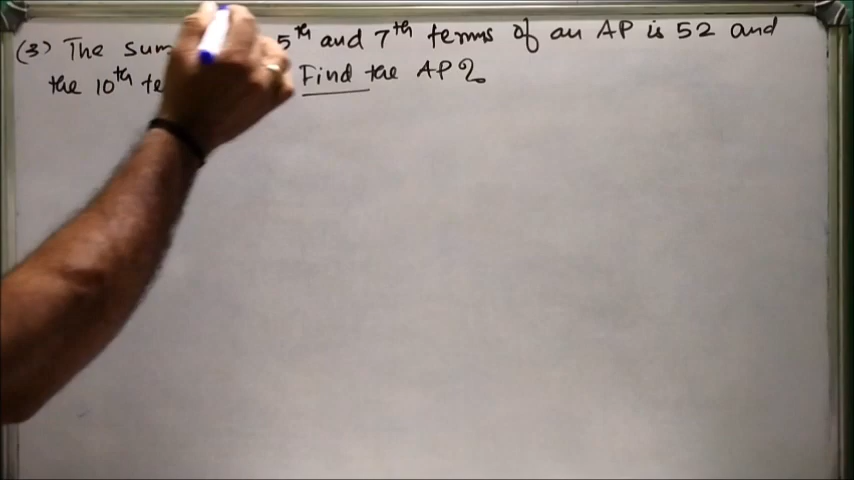 (3) The sum 5th and 7th terms of an AP is 52 and
the 10th te Find the AP?